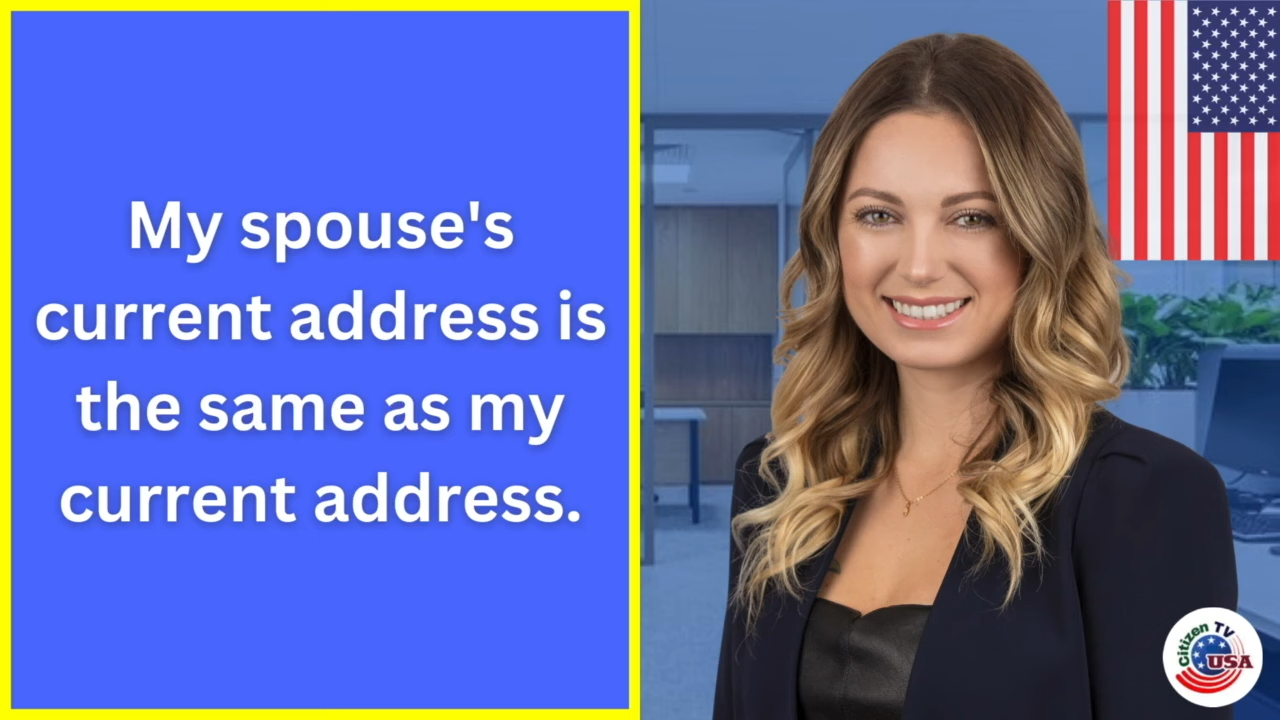 My spouse's
current address is
the same as my
current address.
Citizen TV
USA